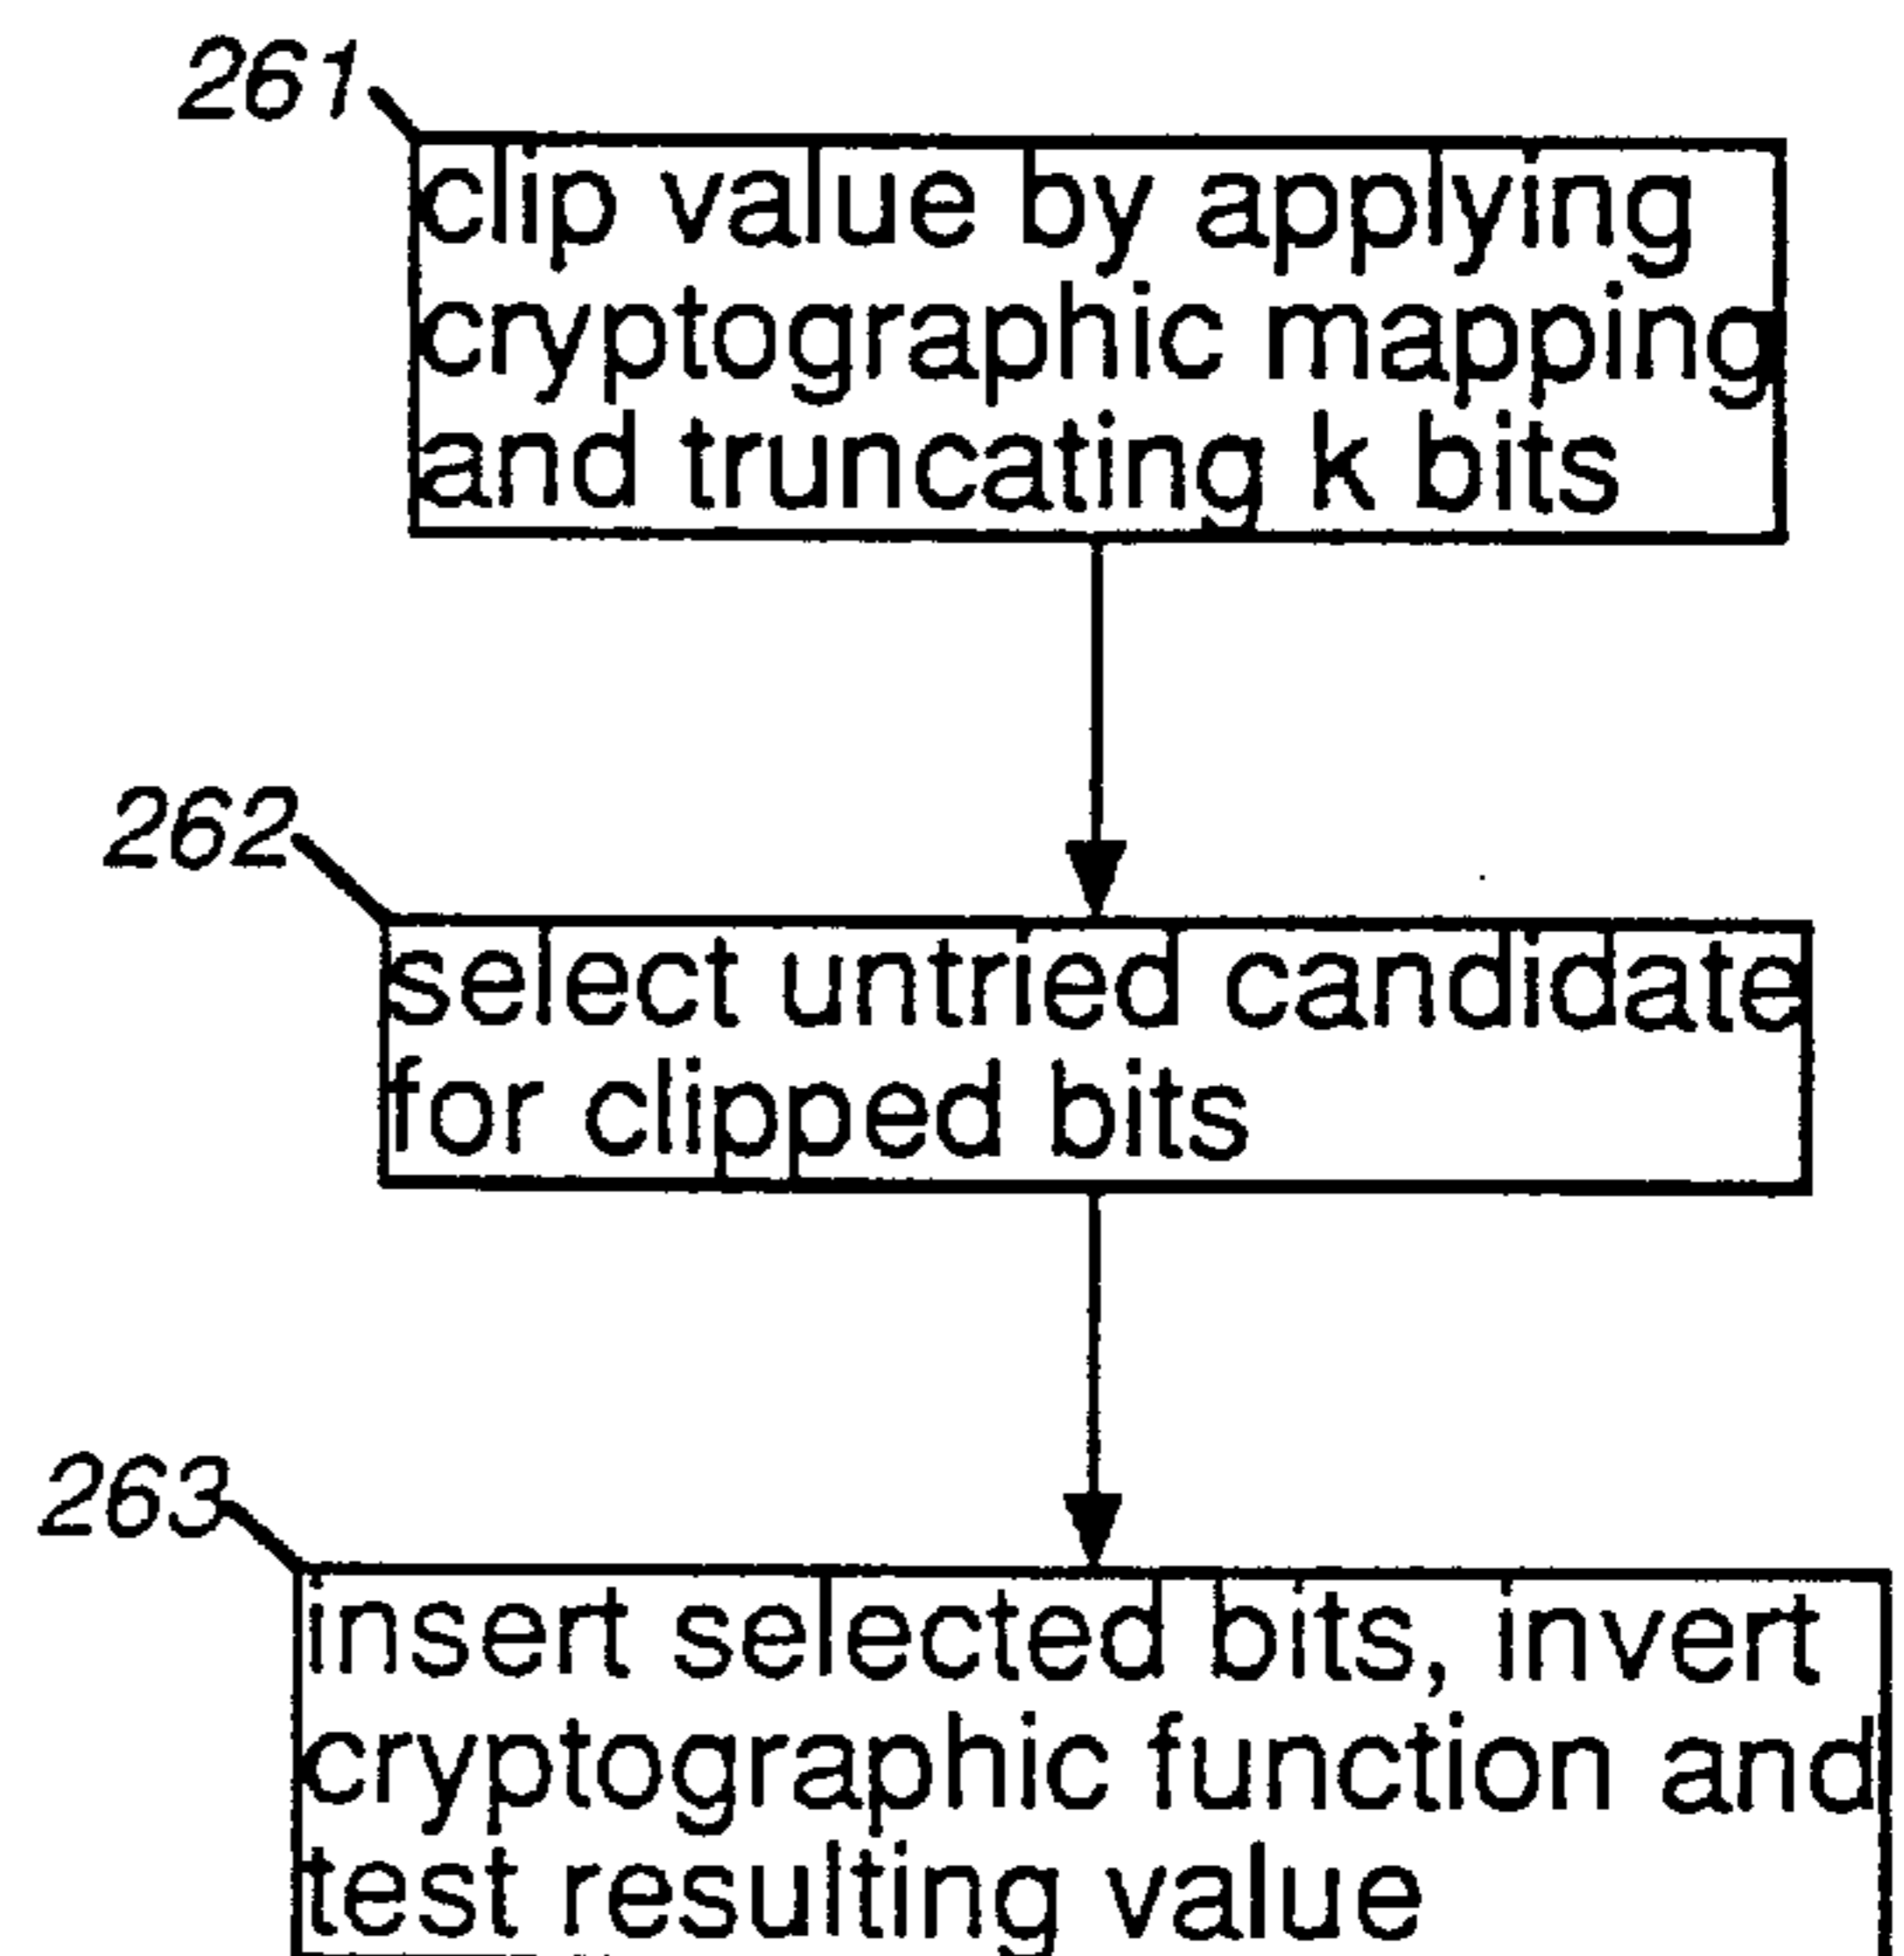 261
clip value by applying
cryptographic mapping
and truncating k bits
262
select untried candidate
for clipped bits
263
insert selected bits, invert
cryptographic function and
test resulting value